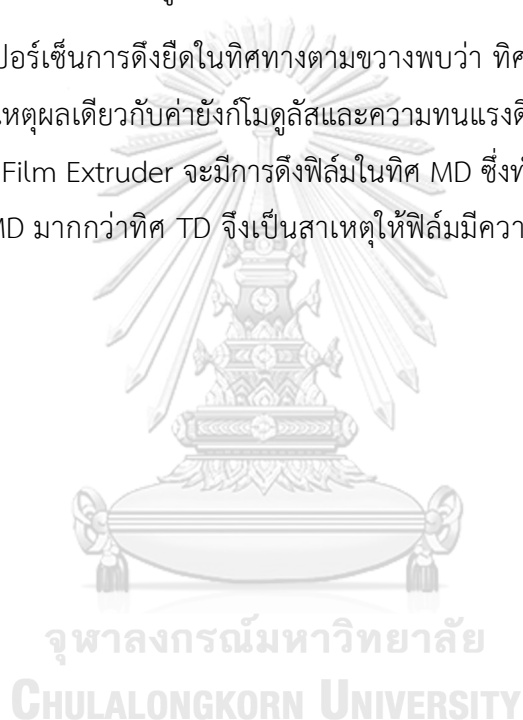 ปอร์เซ็นการดึงยืดในทิศทางตามขวางพบว่า ทิศ
เหตุผลเดียวกับค่ายังก์โมดูลัสและความทนแรงดึ
Film Extruder จะมีการดึงฟิล์มในทิศ MD ซึ่งทำ
MD มากกว่าทิศ TD จึงเป็นสาเหตุให้ฟิล์มมีควา
จุฬาลงกรณ์มหาวิทยาลัย
CHULALONGKORN UNIVERSITY